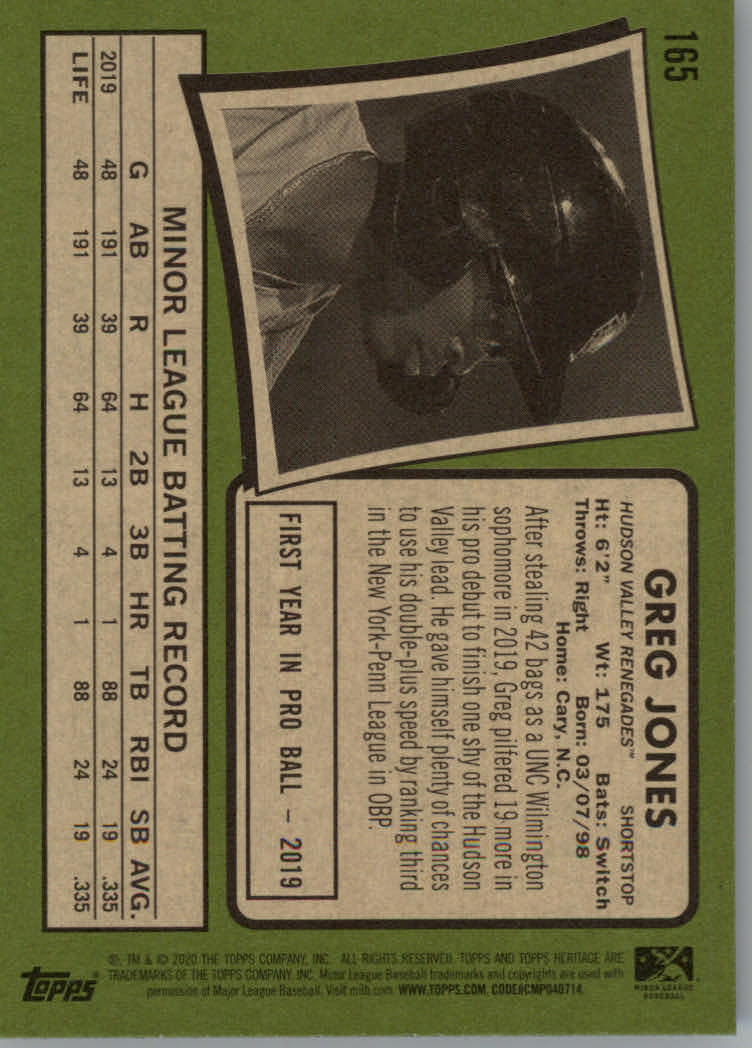 165
GREG JONES
HUDSON VALLEY RENEGADES™ SHORTSTOP
Ht: 6'2" Wt: 175 Bats: Switch
Throws: Right Born: 03/07/98
Home: Cary, N.C.
After stealing 42 bags as a UNC Wilmington
sophomore in 2019, Greg pilfered 19 more in
his pro debut to finish one shy of the Hudson
Valley lead. He gave himself plenty of chances
to use his double-plus speed by ranking third
in the New York-Penn League in OBP.
FIRST YEAR IN PRO BALL – 2019
MINOR LEAGUE BATTING RECORD
G AB R H 2B 3B HR TB RBI SB AVG.
2019 48 191 39 64 13 4 1 88 24 19 .335
LIFE 48 191 39 64 13 4 1 88 24 19 .335
MINOR LEAGUE
BASEBALL
®, TM & © 2020 THE TOPPS COMPANY, INC. ALL RIGHTS RESERVED. TOPPS AND TOPPS HERITAGE ARE
TRADEMARKS OF THE TOPPS COMPANY, INC. Minor League Baseball trademarks and copyrights are used with
permission of Major League Baseball. Visit milb.com. WWW.TOPPS.COM. CODE#CMP040714.
Topps®